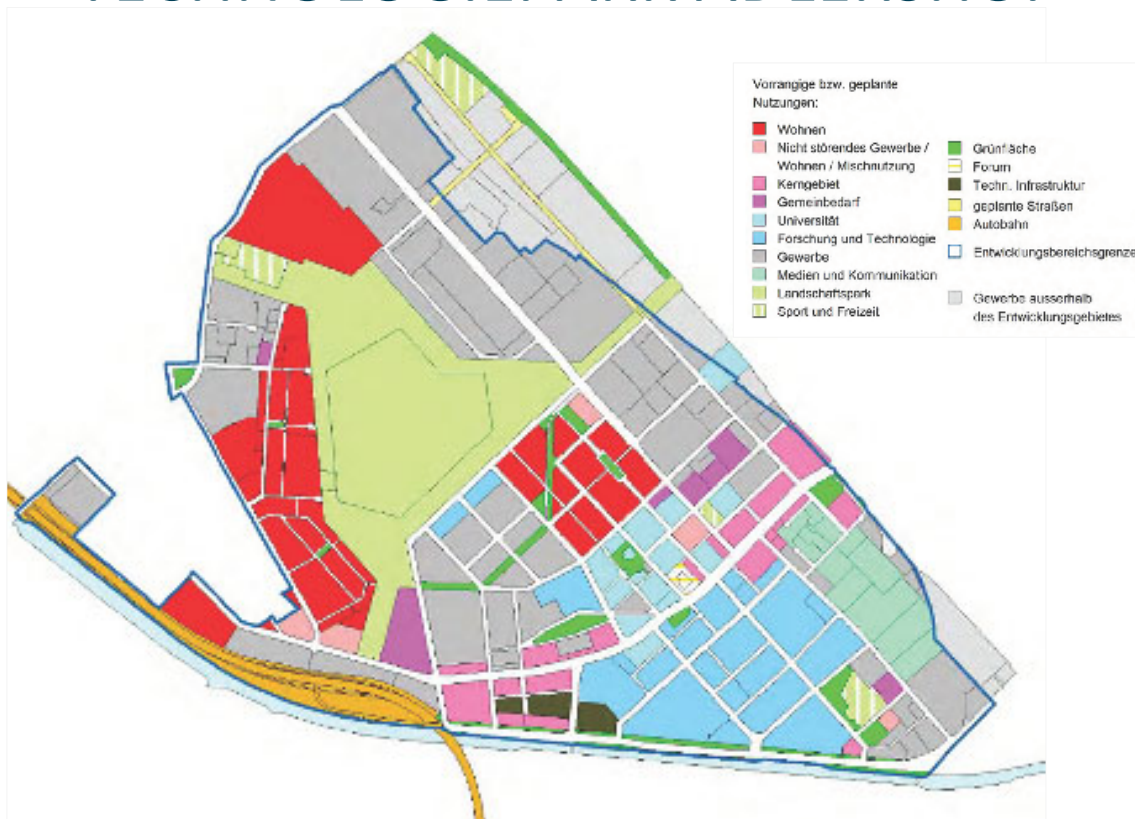 Vorrangige bzw. geplante
Nutzungen:
Wohnen
Nicht störendes Gewerbe /
Wohnen / Mischnutzung
Kerngebiet
Gemeinbedarf
Universität
Forschung und Technologie
Gewerbe
Medien und Kommunikation
Landschaftspark
Sport und Freizeit
Grünfläche
Forum
Techn. Infrastruktur
geplante Straßen
Autobahn
Entwicklungsbereichsgrenze
Gewerbe ausserhalb
des Entwicklungsgebietes